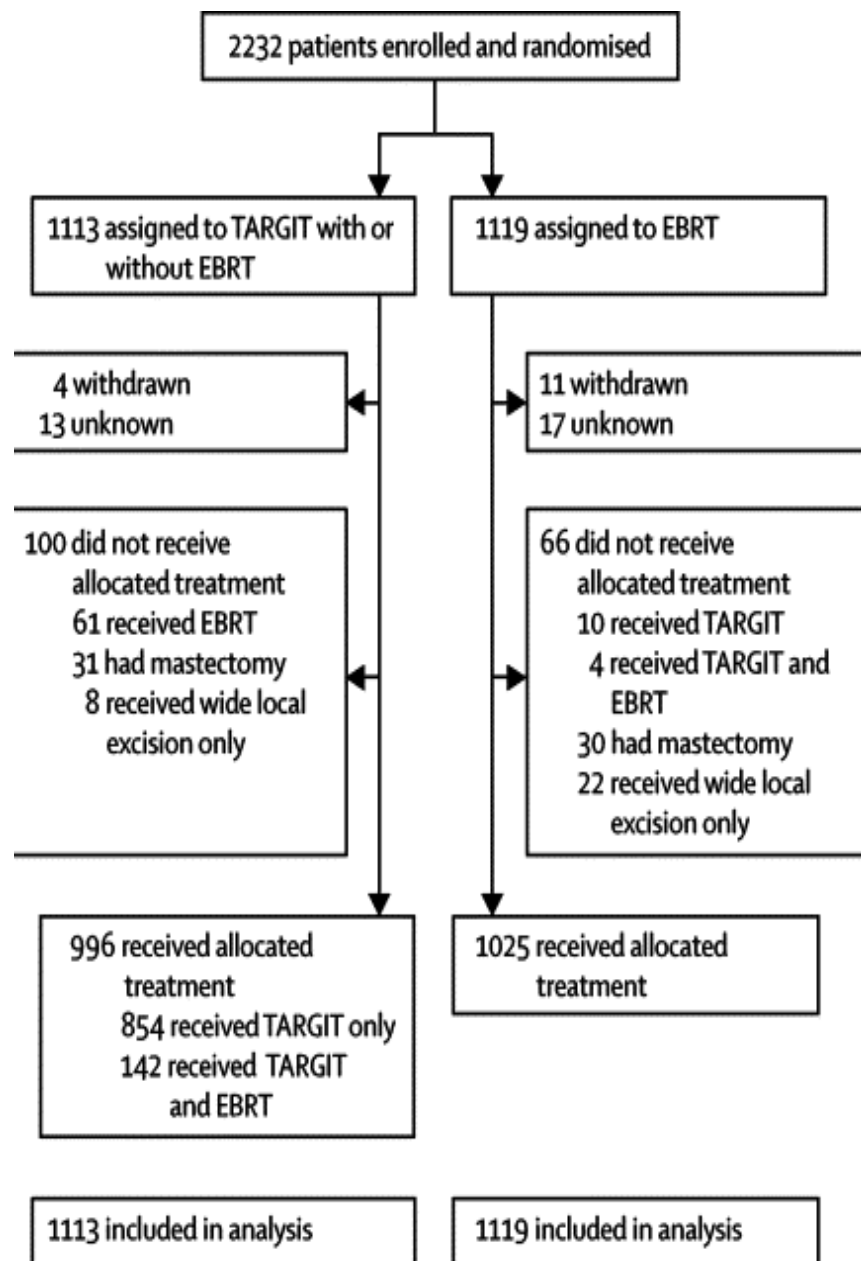 2232 patients enrolled and randomised
1113 assigned to TARGIT with or
without EBRT
1119 assigned to EBRT
4 withdrawn
13 unknown
11 withdrawn
17 unknown
100 did not receive
allocated treatment
61 received EBRT
31 had mastectomy
8 received wide local
excision only
66 did not receive
allocated treatment
10 received TARGIT
4 received TARGIT and
EBRT
30 had mastectomy
22 received wide local
excision only
996 received allocated
treatment
854 received TARGIT only
142 received TARGIT
and EBRT
1025 received allocated
treatment
1113 included in analysis
1119 included in analysis